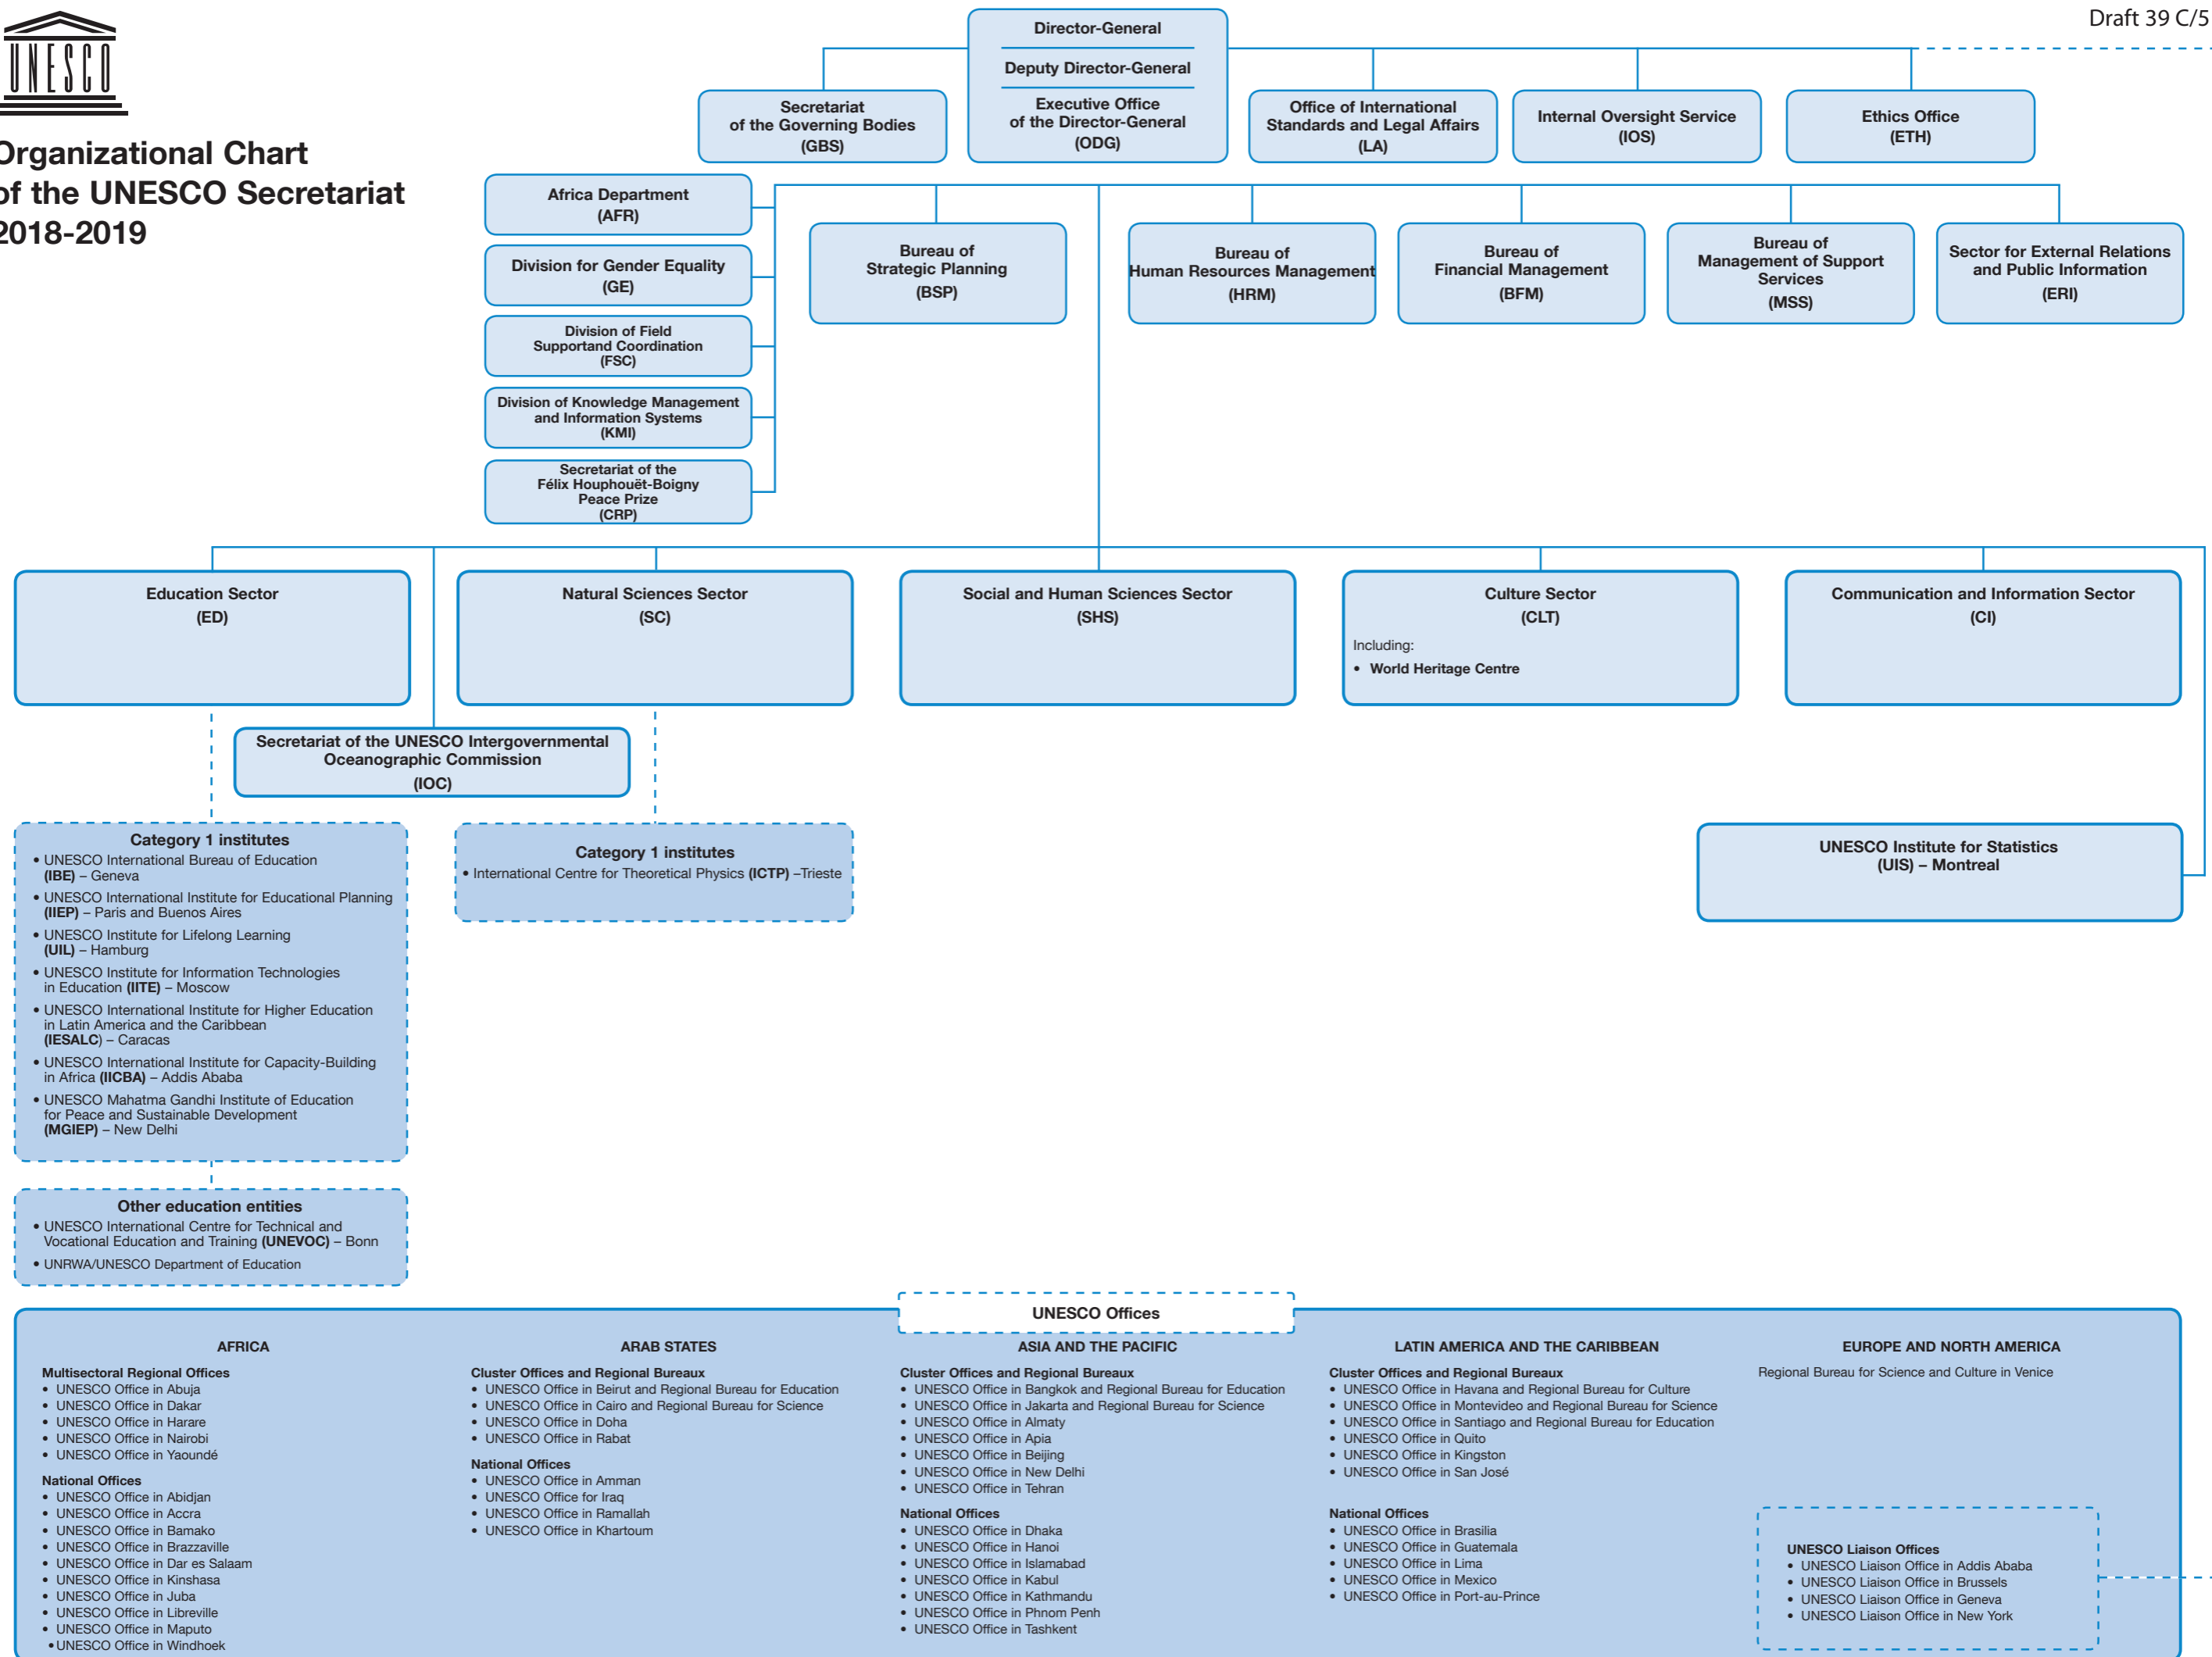 UNESCO
Organizational Chart
of the UNESCO Secretariat
2018-2019
Draft 39 C/5
Director-General
Deputy Director-General
Executive Office
of the Director-General
(ODG)
Secretariat
of the Governing Bodies
(GBS)
Office of International
Standards and Legal Affairs
(LA)
Internal Oversight Service
(IOS)
Ethics Office
(ETH)
Africa Department
(AFR)
Division for Gender Equality
(GE)
Division of Field
Supportand Coordination
(FSC)
Division of Knowledge Management
and Information Systems
(KMI)
Secretariat of the
Félix Houphouët-Boigny
Peace Prize
(CRP)
Bureau of
Strategic Planning
(BSP)
Bureau of
Human Resources Management
(HRM)
Bureau of
Financial Management
(BFM)
Bureau of
Management of Support
Services
(MSS)
Sector for External Relations
and Public Information
(ERI)
Education Sector
(ED)
Natural Sciences Sector
(SC)
Social and Human Sciences Sector
(SHS)
Culture Sector
(CLT)
Including:
• World Heritage Centre
Communication and Information Sector
(CI)
Secretariat of the UNESCO Intergovernmental
Oceanographic Commission
(IOC)
Category 1 institutes
• UNESCO International Bureau of Education
(IBE) – Geneva
• UNESCO International Institute for Educational Planning
(IIEP) – Paris and Buenos Aires
• UNESCO Institute for Lifelong Learning
(UIL) – Hamburg
• UNESCO Institute for Information Technologies
in Education (IITE) – Moscow
• UNESCO International Institute for Higher Education
in Latin America and the Caribbean
(IESALC) – Caracas
• UNESCO International Institute for Capacity-Building
in Africa (IICBA) – Addis Ababa
• UNESCO Mahatma Gandhi Institute of Education
for Peace and Sustainable Development
(MGIEP) – New Delhi
Category 1 institutes
• International Centre for Theoretical Physics (ICTP) –Trieste
UNESCO Institute for Statistics
(UIS) – Montreal
Other education entities
• UNESCO International Centre for Technical and
Vocational Education and Training (UNEVOC) – Bonn
• UNRWA/UNESCO Department of Education
UNESCO Offices
AFRICA
Multisectoral Regional Offices
• UNESCO Office in Abuja
• UNESCO Office in Dakar
• UNESCO Office in Harare
• UNESCO Office in Nairobi
• UNESCO Office in Yaoundé
National Offices
• UNESCO Office in Abidjan
• UNESCO Office in Accra
• UNESCO Office in Bamako
• UNESCO Office in Brazzaville
• UNESCO Office in Dar es Salaam
• UNESCO Office in Kinshasa
• UNESCO Office in Juba
• UNESCO Office in Libreville
• UNESCO Office in Maputo
• UNESCO Office in Windhoek
ARAB STATES
Cluster Offices and Regional Bureaux
• UNESCO Office in Beirut and Regional Bureau for Education
• UNESCO Office in Cairo and Regional Bureau for Science
• UNESCO Office in Doha
• UNESCO Office in Rabat
National Offices
• UNESCO Office in Amman
• UNESCO Office for Iraq
• UNESCO Office in Ramallah
• UNESCO Office in Khartoum
ASIA AND THE PACIFIC
Cluster Offices and Regional Bureaux
• UNESCO Office in Bangkok and Regional Bureau for Education
• UNESCO Office in Jakarta and Regional Bureau for Science
• UNESCO Office in Almaty
• UNESCO Office in Apia
• UNESCO Office in Beijing
• UNESCO Office in New Delhi
• UNESCO Office in Tehran
National Offices
• UNESCO Office in Dhaka
• UNESCO Office in Hanoi
• UNESCO Office in Islamabad
• UNESCO Office in Kabul
• UNESCO Office in Kathmandu
• UNESCO Office in Phnom Penh
• UNESCO Office in Tashkent
LATIN AMERICA AND THE CARIBBEAN
Cluster Offices and Regional Bureaux
• UNESCO Office in Havana and Regional Bureau for Culture
• UNESCO Office in Montevideo and Regional Bureau for Science
• UNESCO Office in Santiago and Regional Bureau for Education
• UNESCO Office in Quito
• UNESCO Office in Kingston
• UNESCO Office in San José
National Offices
• UNESCO Office in Brasilia
• UNESCO Office in Guatemala
• UNESCO Office in Lima
• UNESCO Office in Mexico
• UNESCO Office in Port-au-Prince
EUROPE AND NORTH AMERICA
Regional Bureau for Science and Culture in Venice
UNESCO Liaison Offices
• UNESCO Liaison Office in Addis Ababa
• UNESCO Liaison Office in Brussels
• UNESCO Liaison Office in Geneva
• UNESCO Liaison Office in New York